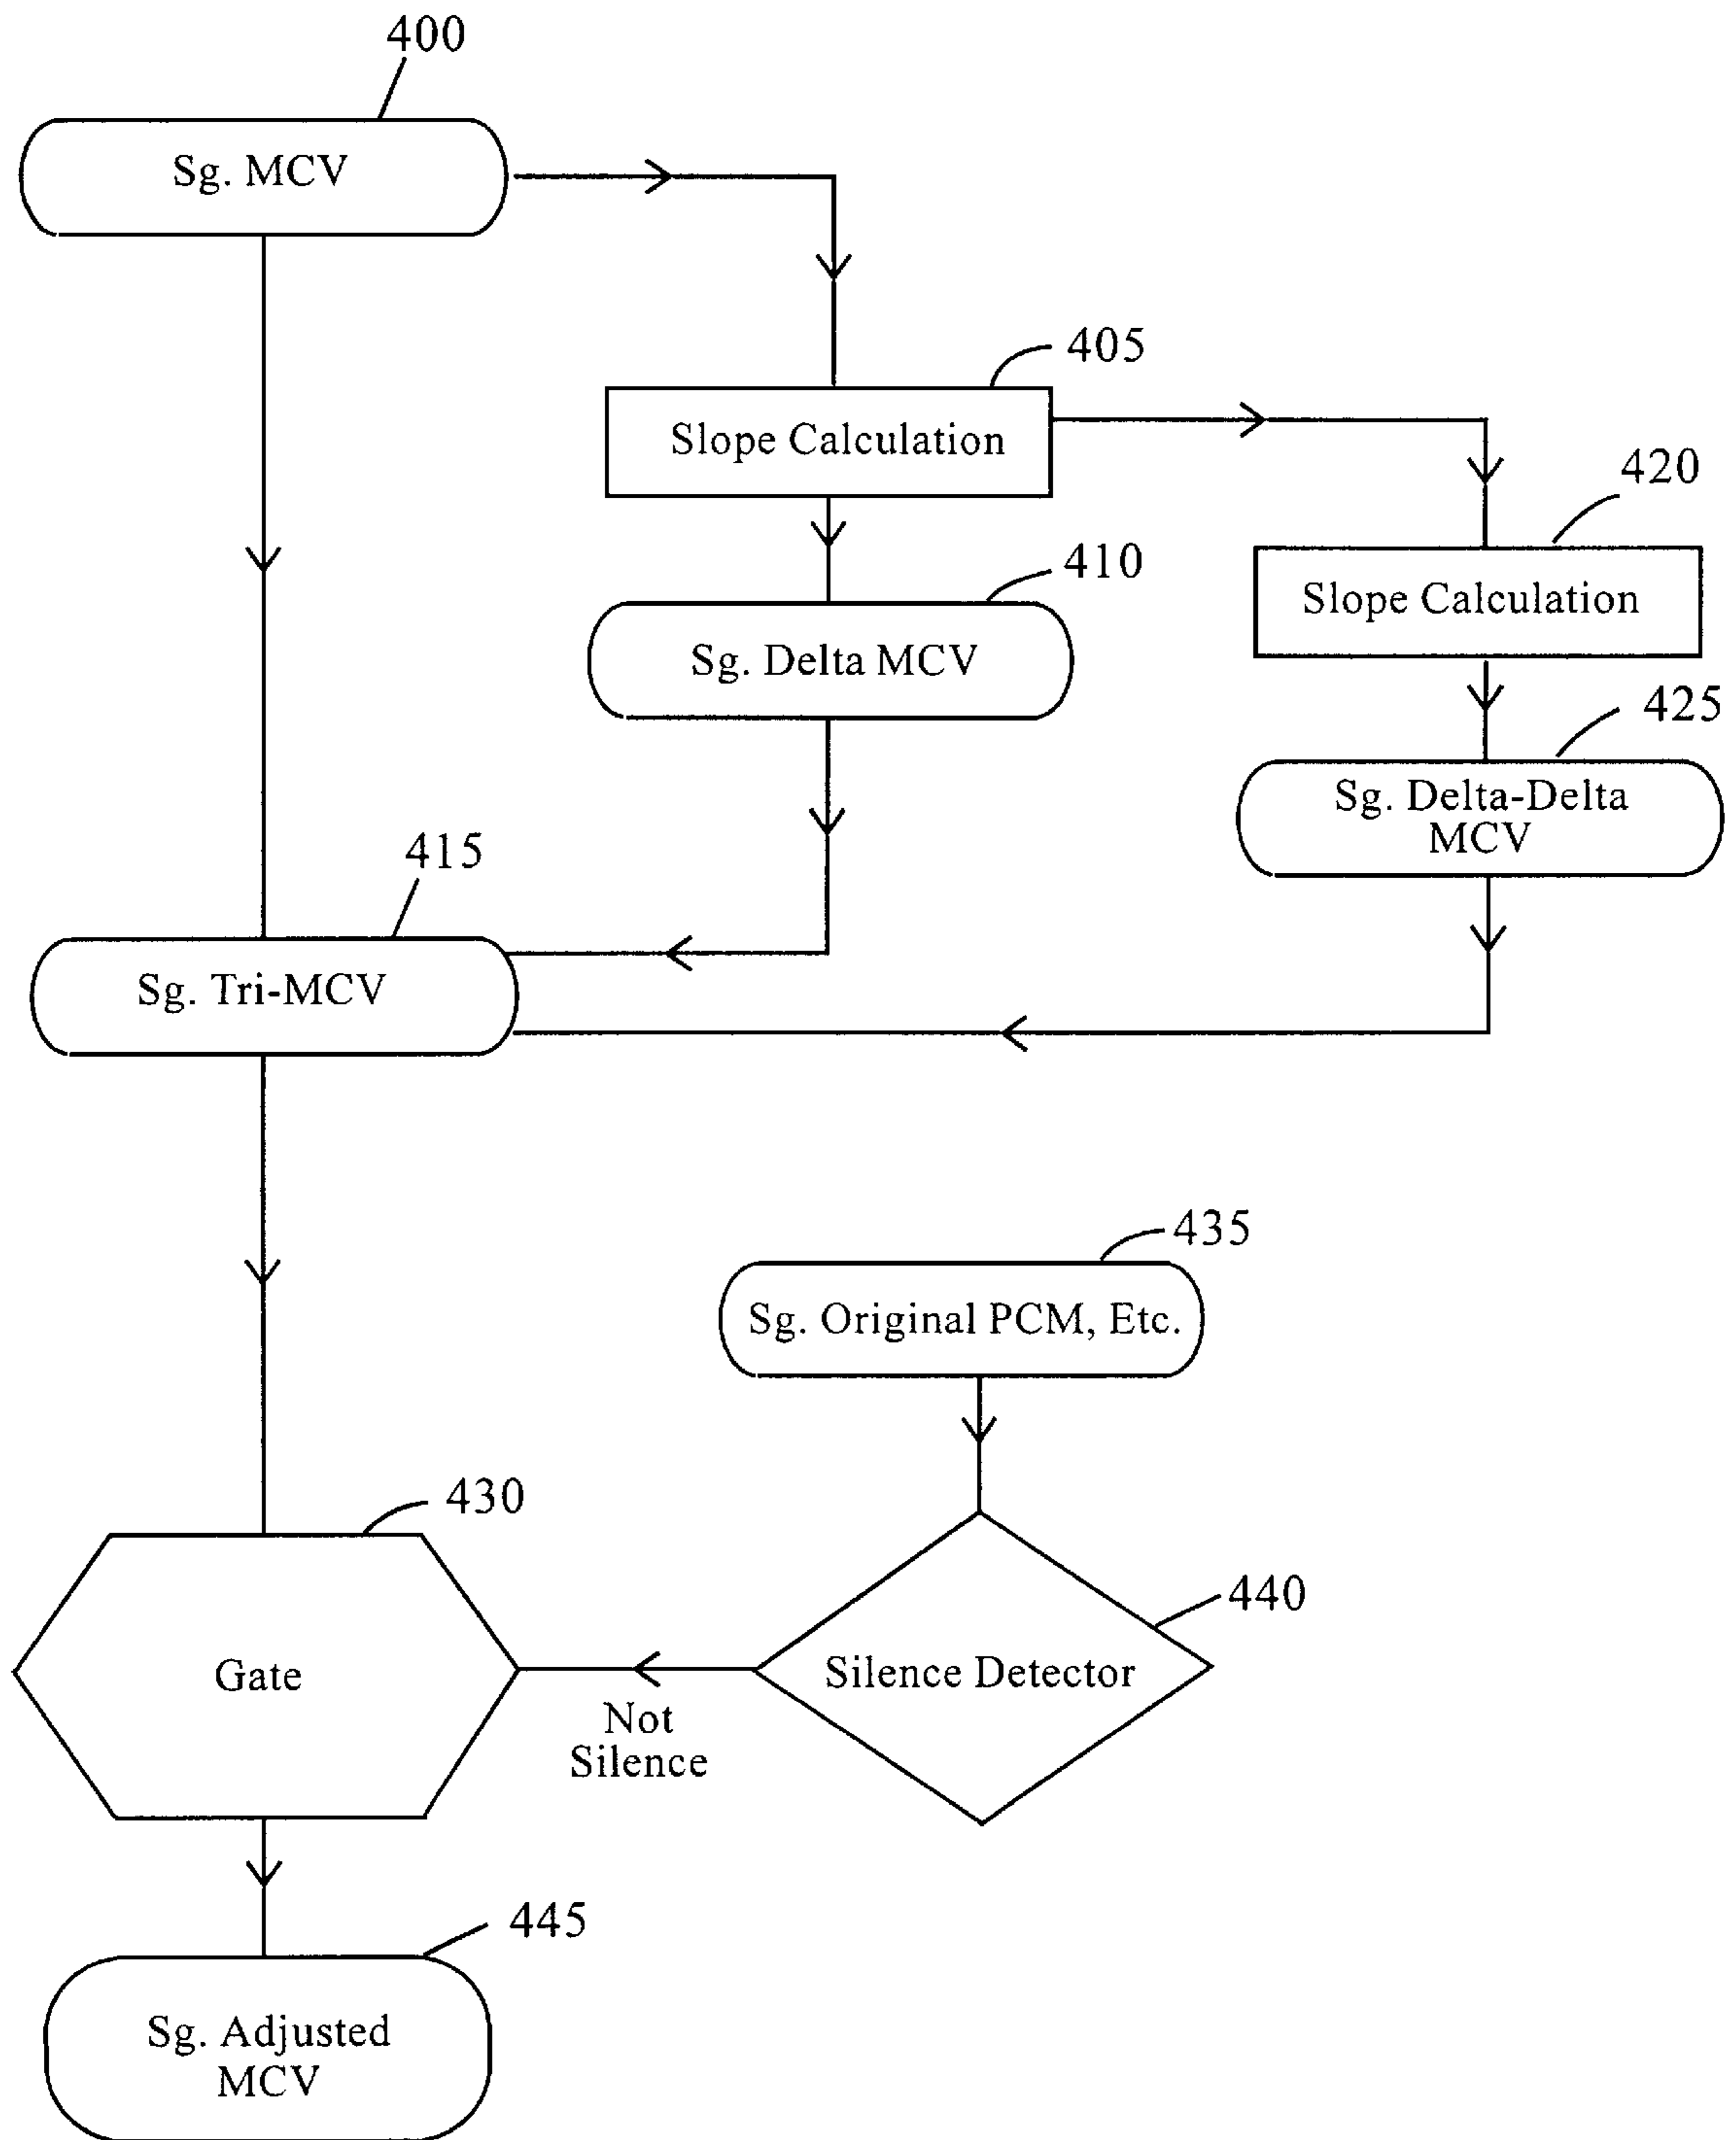 400
Sg. MCV
405
Slope Calculation
420
Slope Calculation
410
Sg. Delta MCV
425
Sg. Delta-Delta
MCV
415
Sg. Tri-MCV
435
Sg. Original PCM, Etc.
430
Gate
440
Silence Detector
Not
Silence
445
Sg. Adjusted
MCV